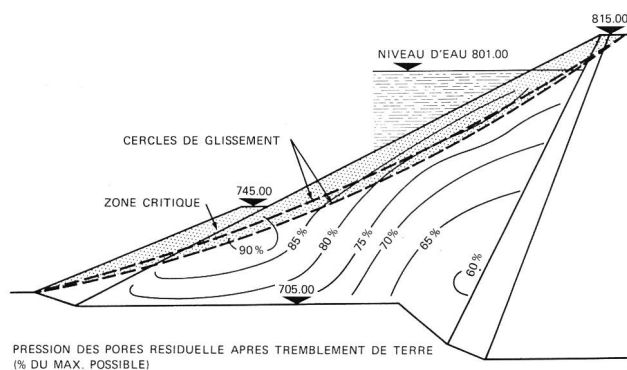 815.00
NIVEAU D'EAU 801.00
CERCLES DE GLISSEMENT
745.00
ZONE CRITIQUE
90%
85%
80%
75%
70%
65%
60%
705.00
PRESSION DES PORES RESIDUELLE APRES TREMBLEMENT DE TERRE
(% DU MAX. POSSIBLE)